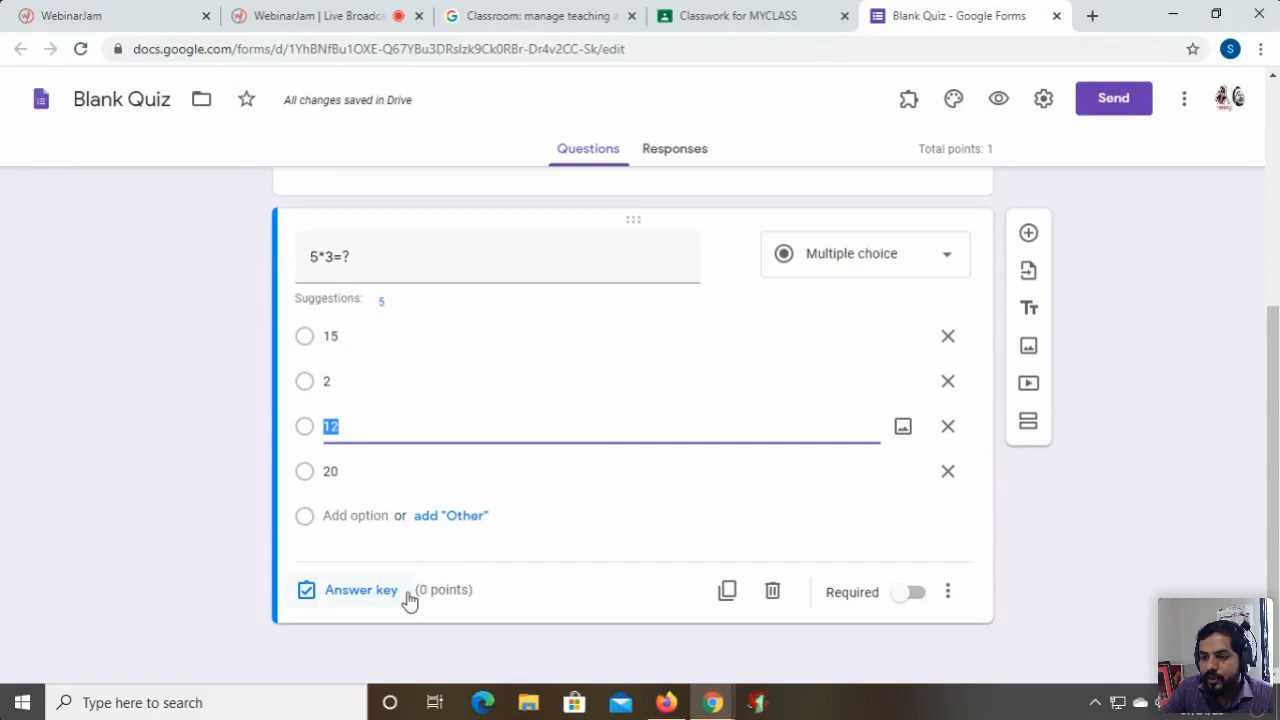 WinebarJam
WebinarJam | Live Broadca
Classroom: manage teaching a
Classwork for MYCLASS
Blank Quiz - Google Forms
docs.google.com/forms/d/1YhBNfBu1OXE-Q67YBu3DRslzk9Ck0RBr-Dr4v2CC-Sk/edit
S
Blank Quiz
All changes saved in Drive
Send
Questions
Responses
Total points: 1
5*3=?
Multiple choice
Suggestions:
5
15
2
12
20
Add option or add "Other"
Answer key
(0 points)
Required
Type here to search